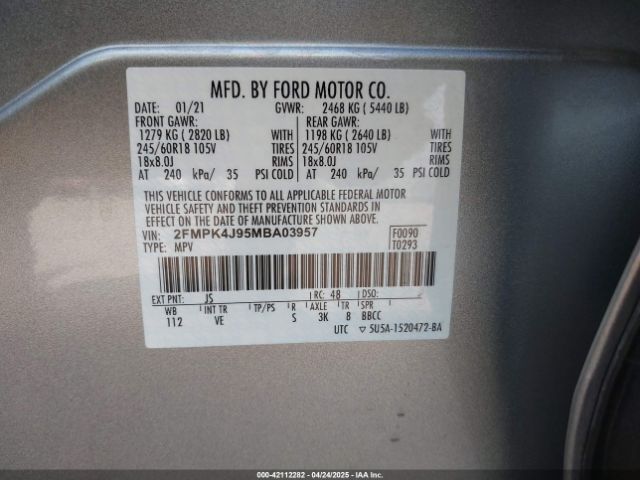 MFD. BY FORD MOTOR CO.
DATE: 01/21 GVWR: 2468 KG ( 5440 LB)
FRONT GAWR: REAR GAWR:
1279 KG ( 2820 LB) WITH 1198 KG ( 2640 LB) WITH
245/60R18 105V TIRES 245/60R18 105V TIRES
18x8.0J RIMS 18x8.0J RIMS
AT 240 kPa/ 35 PSI COLD AT 240 kPa/ 35 PSI COLD
THIS VEHICLE CONFORMS TO ALL APPLICABLE FEDERAL MOTOR
VEHICLE SAFETY AND THEFT PREVENTION STANDARDS IN
EFFECT ON THE DATE OF MANUFACTURE SHOWN ABOVE.
VIN: 2FMPK4J95MBA03957 F0090
TYPE: MPV T0293
EXT PNT: JS RC: 48 DSO:
WB INT TR TP/PS R AXLE TR SPR
112 VE S 3K 8 BBCC
UTC ▽ 5U5A-1520472-BA
000-42112282 - 04/24/2025 - IAA Inc.